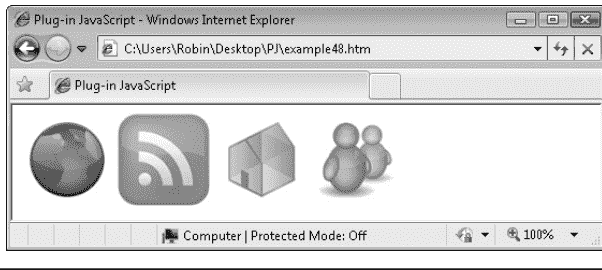 Plug-in JavaScript - Windows Internet Explorer
C:\Users\Robin\Desktop\PJ\example48.htm
Plug-in JavaScript
Computer | Protected Mode: Off
100%